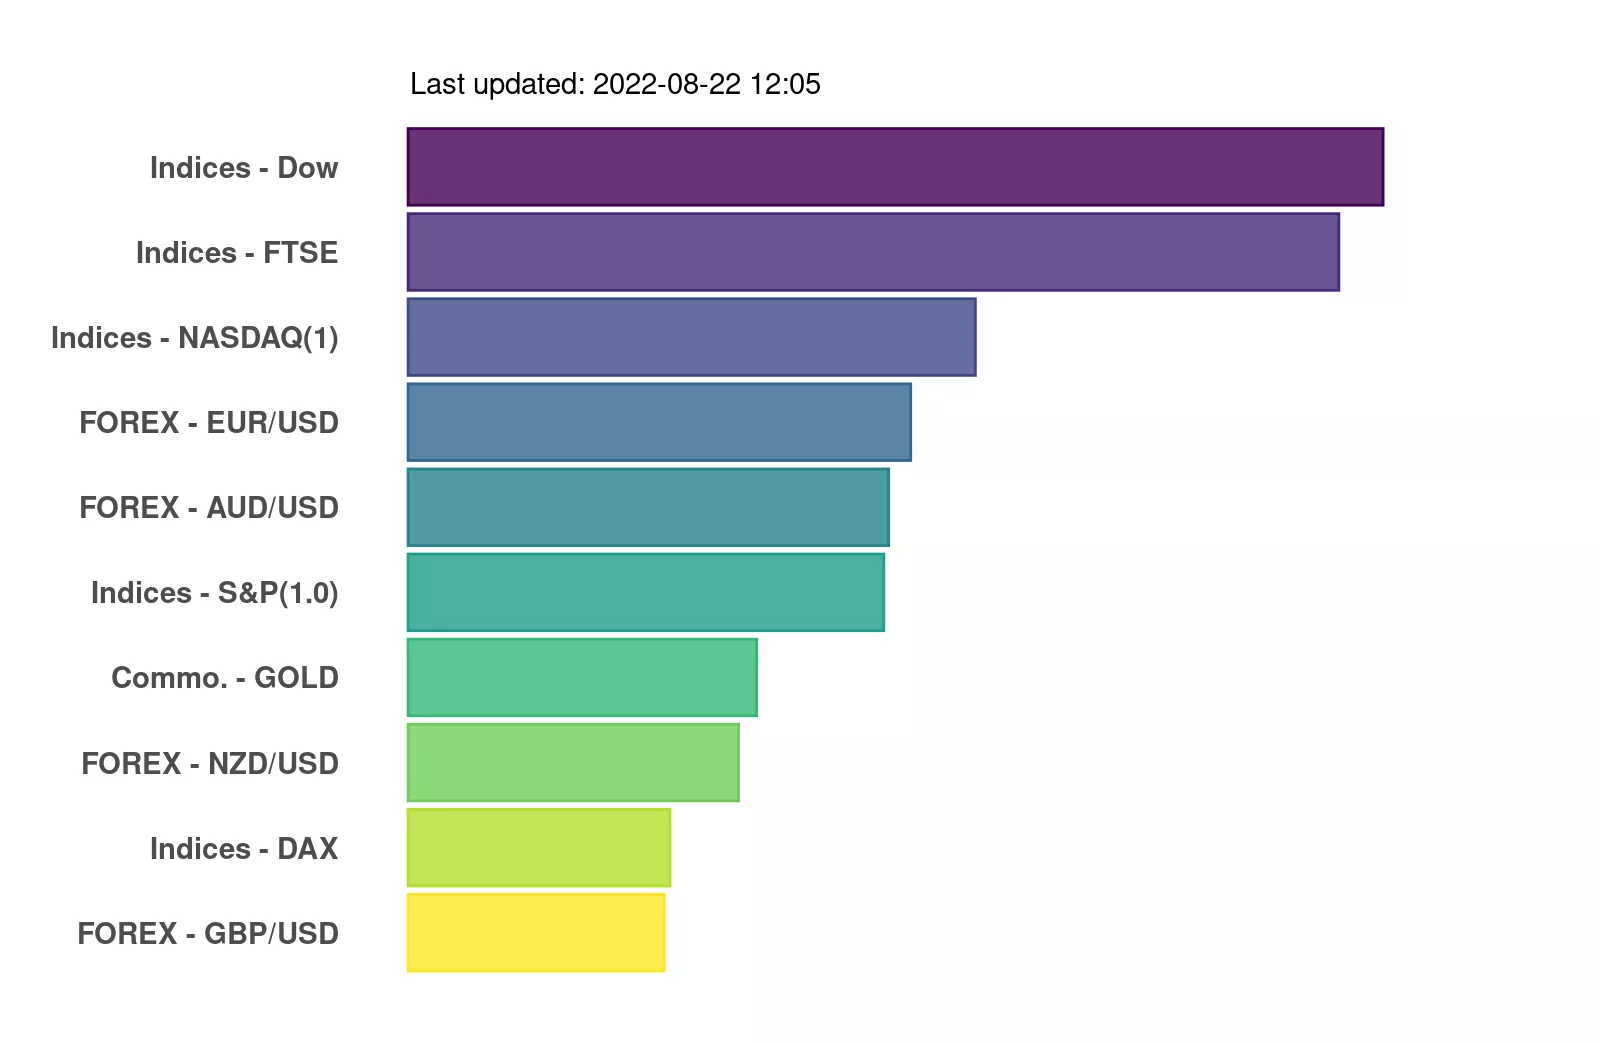 Last updated: 2022-08-22 12:05
Indices - Dow
Indices - FTSE
Indices - NASDAQ(1)
FOREX - EUR/USD
FOREX - AUD/USD
Indices - S&P(1.0)
Commo. - GOLD
FOREX - NZD/USD
Indices - DAX
FOREX - GBP/USD